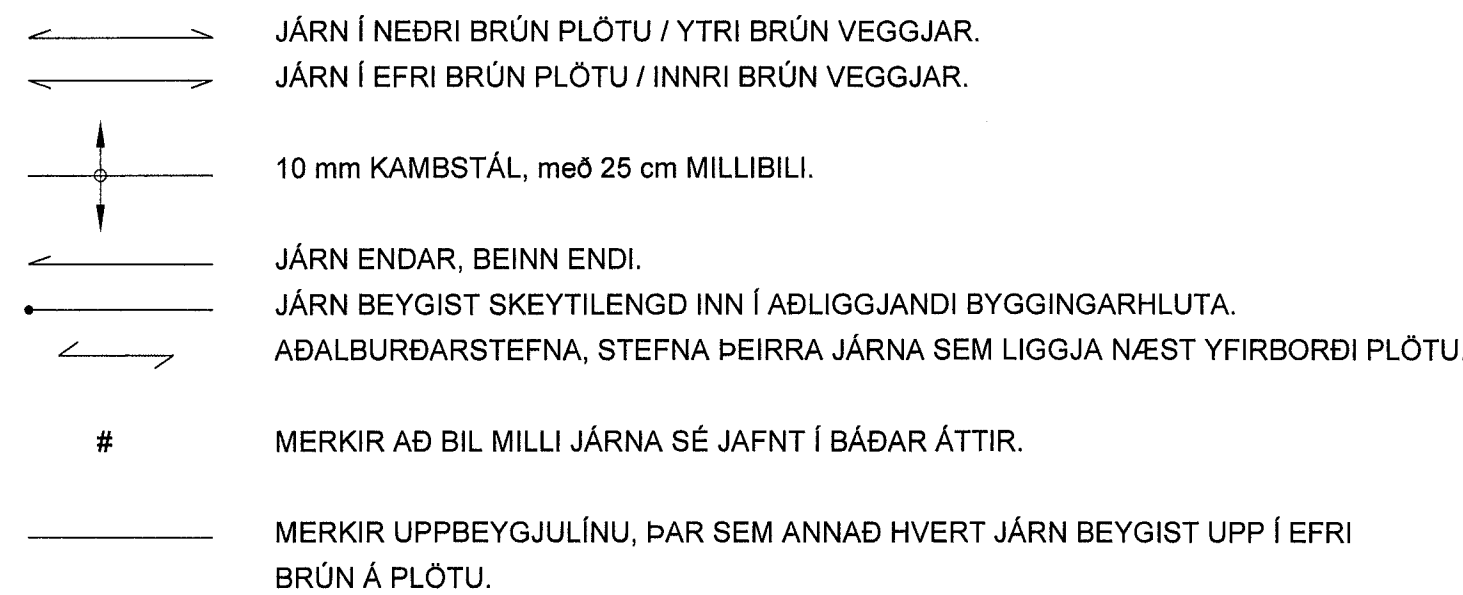 JÁRN Í NEÐRI BRÚN PLÖTU / YTRI BRÚN VEGGJAR.
JÁRN Í EFRI BRÚN PLÖTU / INNRI BRÚN VEGGJAR.
10 mm KAMBSTÁL, með 25 cm MILLIBILI.
JÁRN ENDAR, BEINN ENDI.
JÁRN BEYGIST SKEYTILENGD INN Í AÐLIGGJANDI BYGGINGARHLUTA.
AÐALBURÐARSTEFNA, STEFNA ÞEIRRA JÁRNA SEM LIGGJA NÆST YFIRBORÐI PLÖTU.
# MERKIR AÐ BIL MILLI JÁRNA SÉ JAFNT Í BÁÐAR ÁTTIR.
MERKIR UPPBEYGJULÍNU, ÞAR SEM ANNAÐ HVERT JÁRN BEYGIST UPP Í EFRI
BRÚN Á PLÖTU.